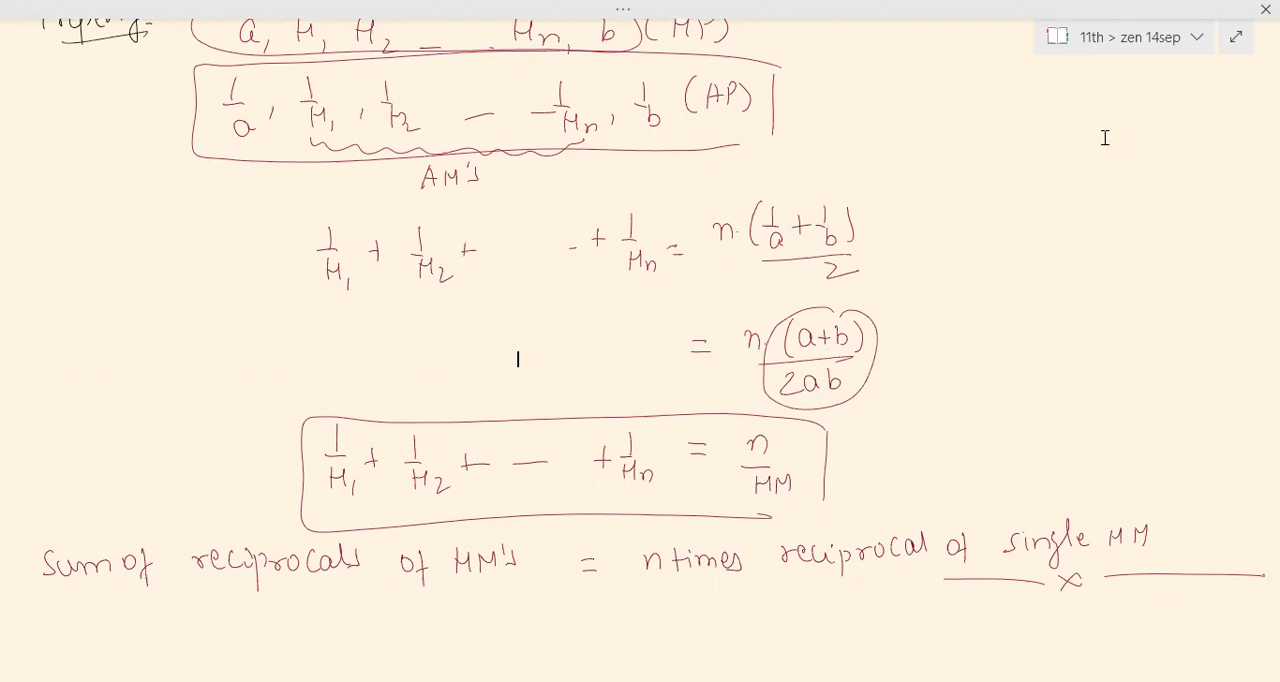 a, H₁ H₂ _ . Hn, b ) (HP)
11th > zen 14sep
1/a , 1/H₁ , 1/H₂ — - 1/Hn , 1/b (AP)
AM's
1/H₁ + 1/H₂ + - + 1/Hn = n. (1/a + 1/b)/2
= n. (a+b)/2ab
1/H₁ + 1/H₂ + — + 1/Hn = n/HM
Sum of reciprocals of HM's = n times reciprocal of single HM
x